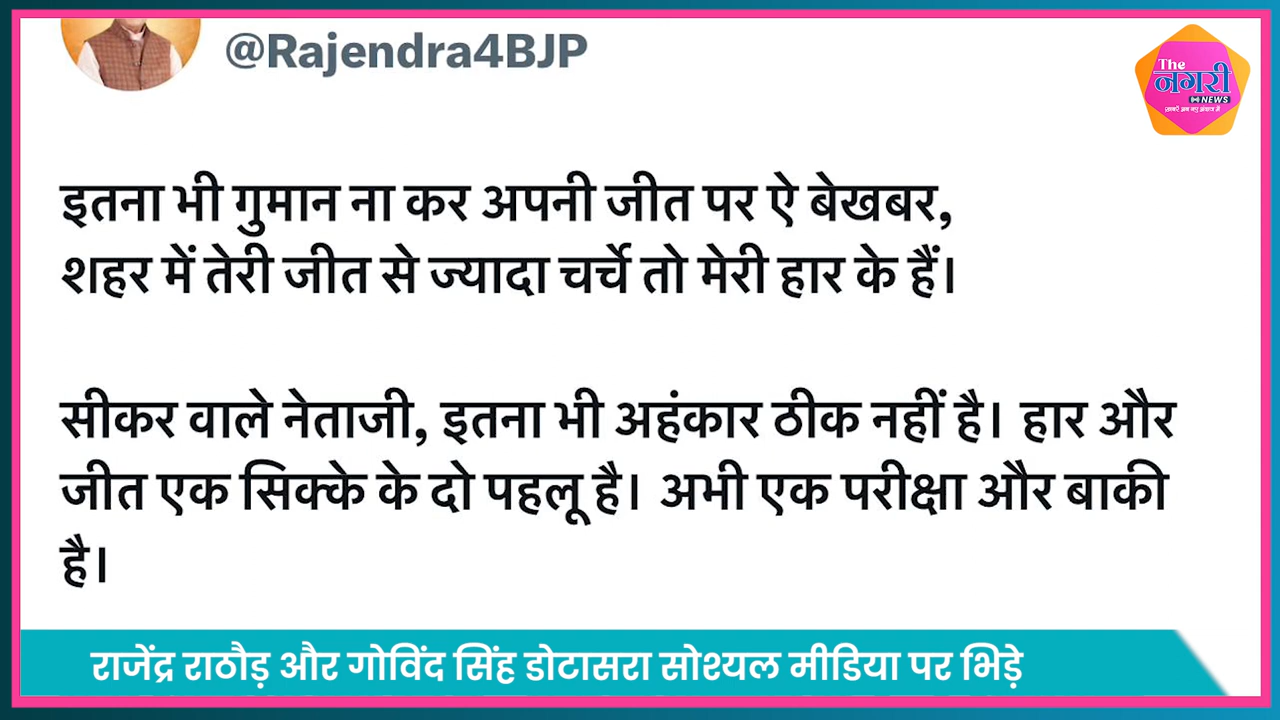 @Rajendra4BJP
The
नगरी
NEWS
इतना भी गुमान ना कर अपनी जीत पर ऐ बेखबर,
शहर में तेरी जीत से ज्यादा चर्चे तो मेरी हार के हैं।
सीकर वाले नेताजी, इतना भी अहंकार ठीक नहीं है। हार और
जीत एक सिक्के के दो पहलू है। अभी एक परीक्षा और बाकी
है।
राजेंद्र राठौड़ और गोविंद सिंह डोटासरा सोश्यल मीडिया पर भिड़े